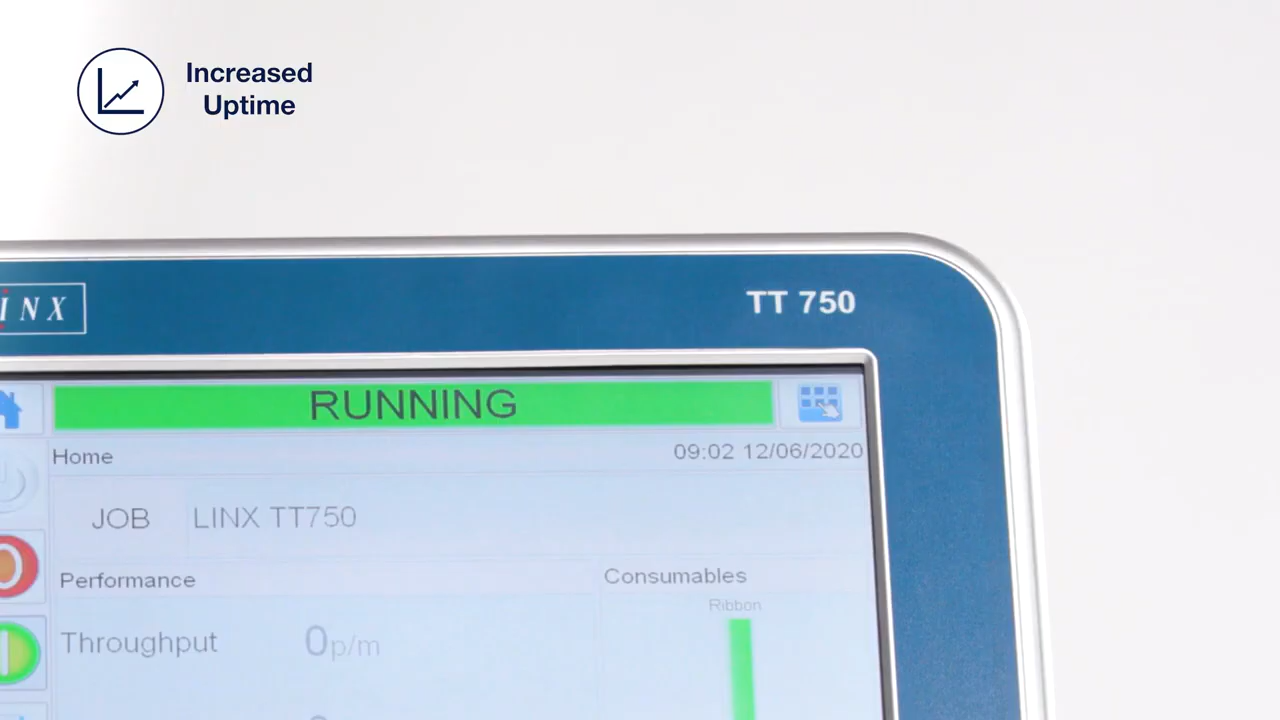 Increased
Uptime
LINX
TT 750
RUNNING
Home
09:02 12/06/2020
JOB
LINX TT750
Performance
Consumables
Ribbon
Throughput
0p/m